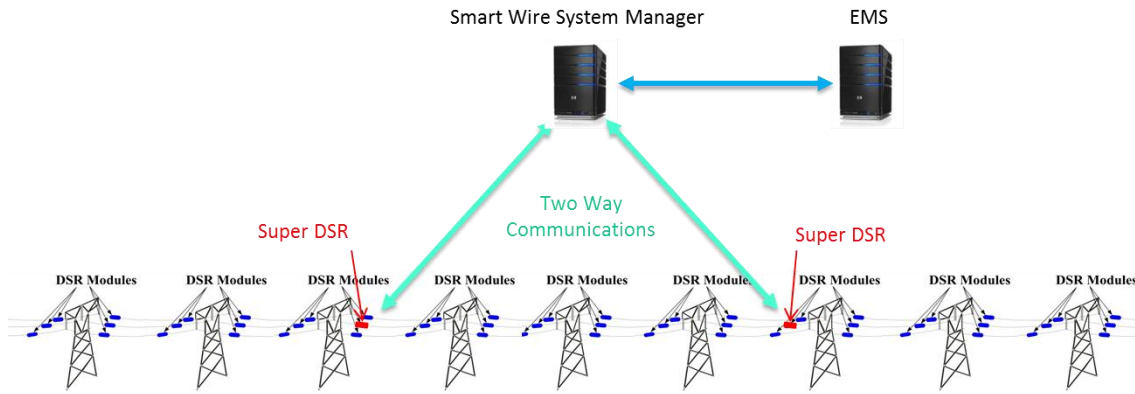 Smart Wire System Manager
EMS
Two Way
Communications
Super DSR
Super DSR
DSR Modules
DSR Modules
DSR Modules
DSR Modules
DSR Modules
DSR Modules
DSR Modules
DSR Modules
DSR Modules